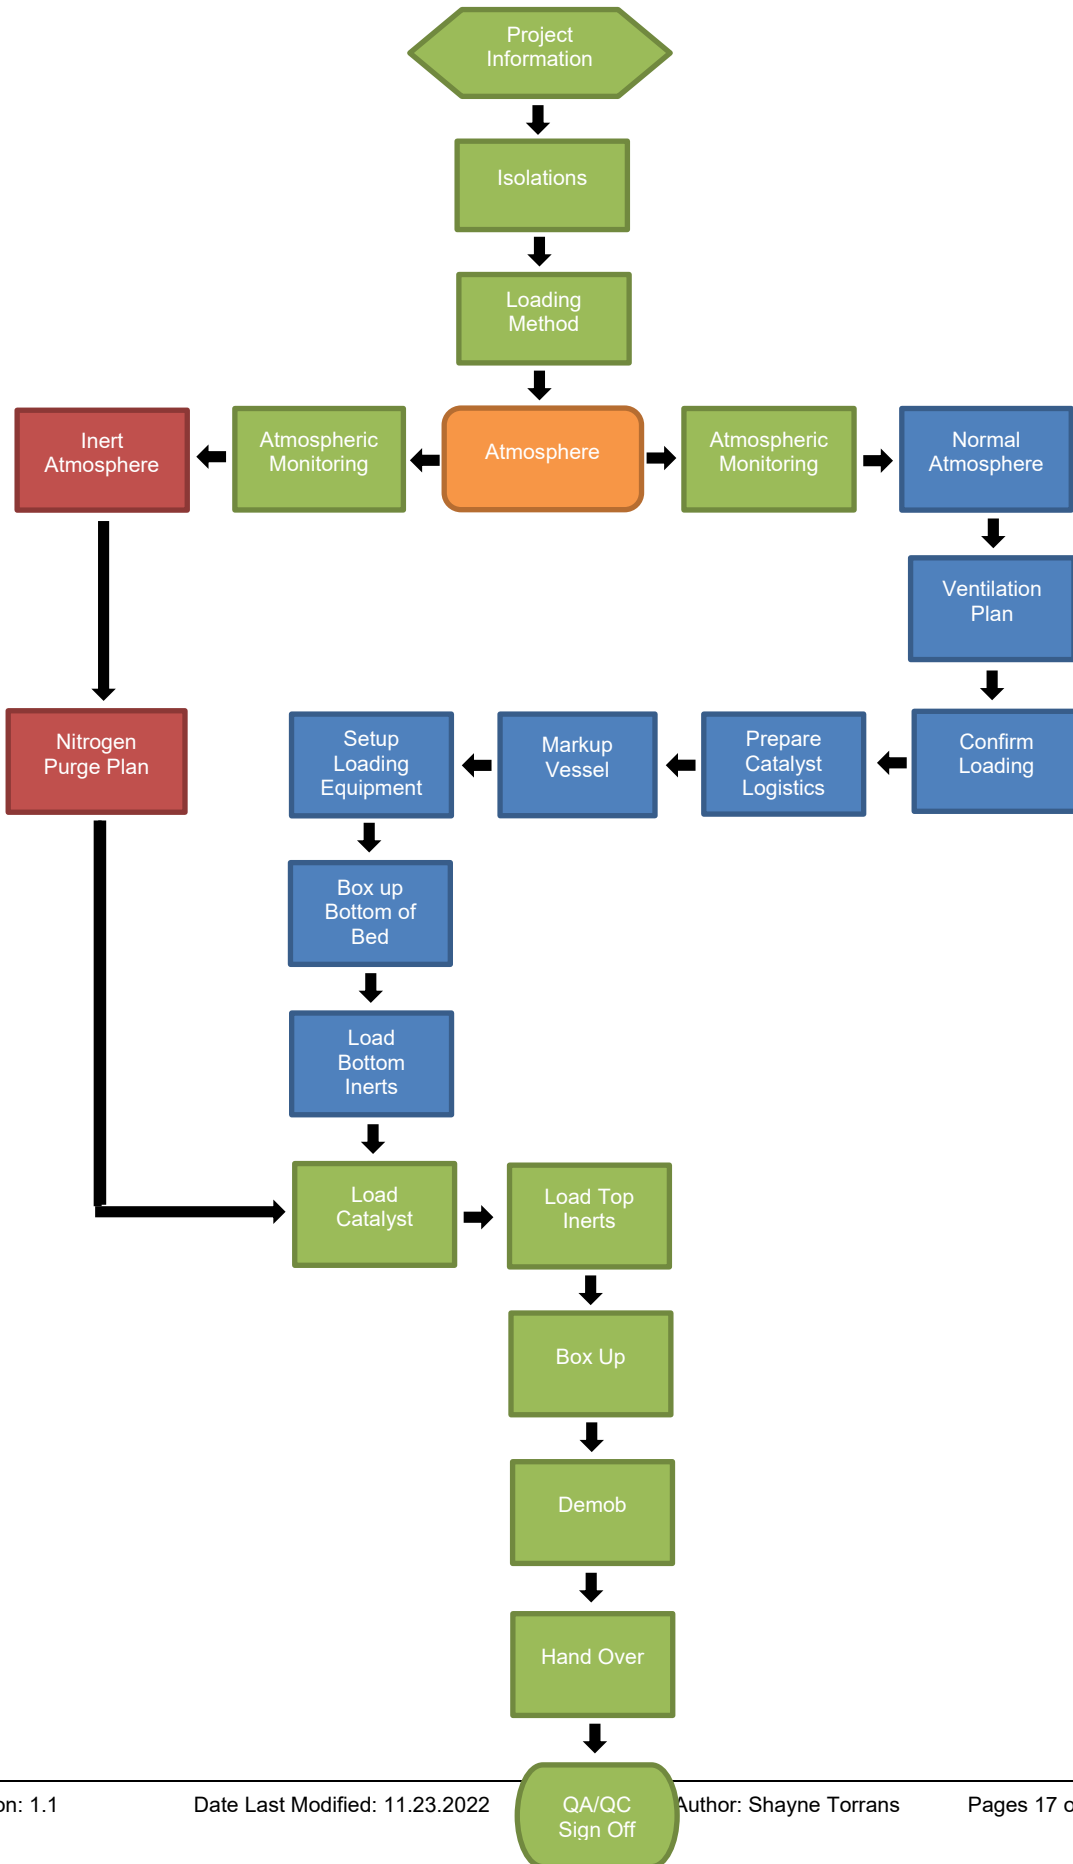 Project
Information
Isolations
Loading
Method
Inert
Atmosphere
Atmospheric
Monitoring
Atmosphere
Atmospheric
Monitoring
Normal
Atmosphere
Ventilation
Plan
Nitrogen
Purge Plan
Setup
Loading
Equipment
Markup
Vessel
Prepare
Catalyst
Logistics
Confirm
Loading
Box up
Bottom of
Bed
Load
Bottom
Inerts
Load
Catalyst
Load Top
Inerts
Box Up
Demob
Hand Over
on: 1.1 Date Last Modified: 11.23.2022 Author: Shayne Torrans Pages 17 o
QA/QC
Sign Off